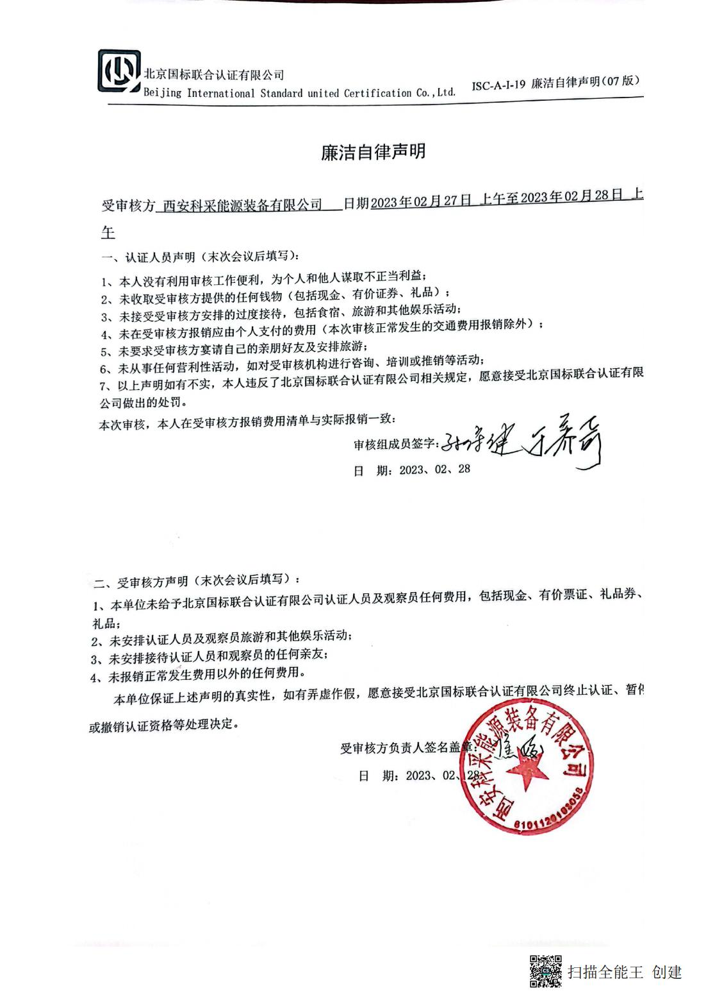 北京国标联合认证有限公司
Beijing International Standard united Certification Co.,Ltd.
ISC-A-I-19 廉洁自律声明(07 版)
廉洁自律声明
受审核方 西安科采能源装备有限公司 日期2023年02月27日 上午至2023年02月28日 上
午
一、认证人员声明（末次会议后填写）：
1、本人没有利用审核工作便利，为个人和他人谋取不正当利益；
2、未收取受审核方提供的任何钱物（包括现金、有价证券、礼品）；
3、未接受受审核方安排的过度接待，包括食宿、旅游和其他娱乐活动；
4、未在受审核方报销应由个人支付的费用（本次审核正常发生的交通费用报销除外）；
5、未要求受审核方宴请自己的亲朋好友及安排旅游；
6、未从事任何营利性活动，如对受审核机构进行咨询、培训或推销等活动；
7、以上声明如有不实，本人违反了北京国标联合认证有限公司相关规定，愿意接受北京国标联合认证有限
公司做出的处罚。
本次审核，本人在受审核方报销费用清单与实际报销一致：
审核组成员签字：
日 期：2023、02、28
二、受审核方声明（末次会议后填写）：
1、本单位未给予北京国标联合认证有限公司认证人员及观察员任何费用，包括现金、有价票证、礼品券、
礼品；
2、未安排认证人员及观察员旅游和其他娱乐活动；
3、未安排接待认证人员和观察员的任何亲友；
4、未报销正常发生费用以外的任何费用。
本单位保证上述声明的真实性，如有弄虚作假，愿意接受北京国标联合认证有限公司终止认证、暂停
或撤销认证资格等处理决定。
受审核方负责人签名盖章：
日 期：2023、02、28
西安科采能源装备有限公司
6101120103058
扫描全能王 创建